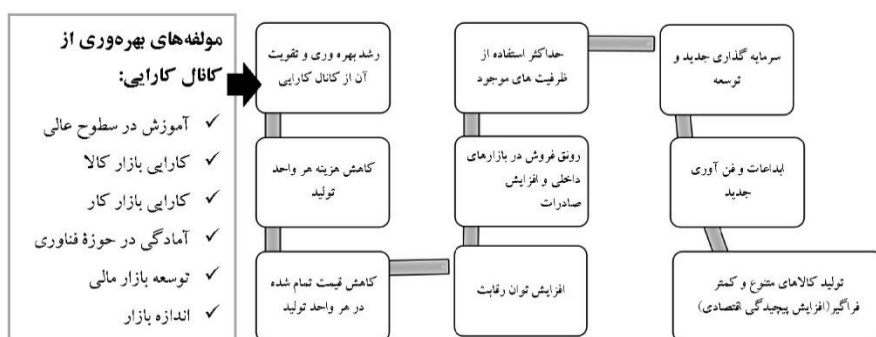 مولفه‌های بهره‌وری از
کانال کارایی:
✓ آموزش در سطوح عالی
✓ کارایی بازار کالا
✓ کارایی بازار کار
✓ آمادگی در حوزۀ فناوری
✓ توسعه بازار مالی
✓ اندازه بازار
رشد بهره وری و تقویت
آن از کانال کارایی
کاهش هزینه هر واحد
تولید
کاهش قیمت تمام شده
در هر واحد تولید
افزایش توان رقابت
رونق فروش در بازارهای
داخلی و افزایش
صادرات
حداکثر استفاده از
ظرفیت های موجود
سرمایه گذاری جدید و
توسعه
ابداعات و فن آوری
جدید
تولید کالاهای متنوع و کمتر
فراگیر(افزایش پیچیدگی اقتصادی)